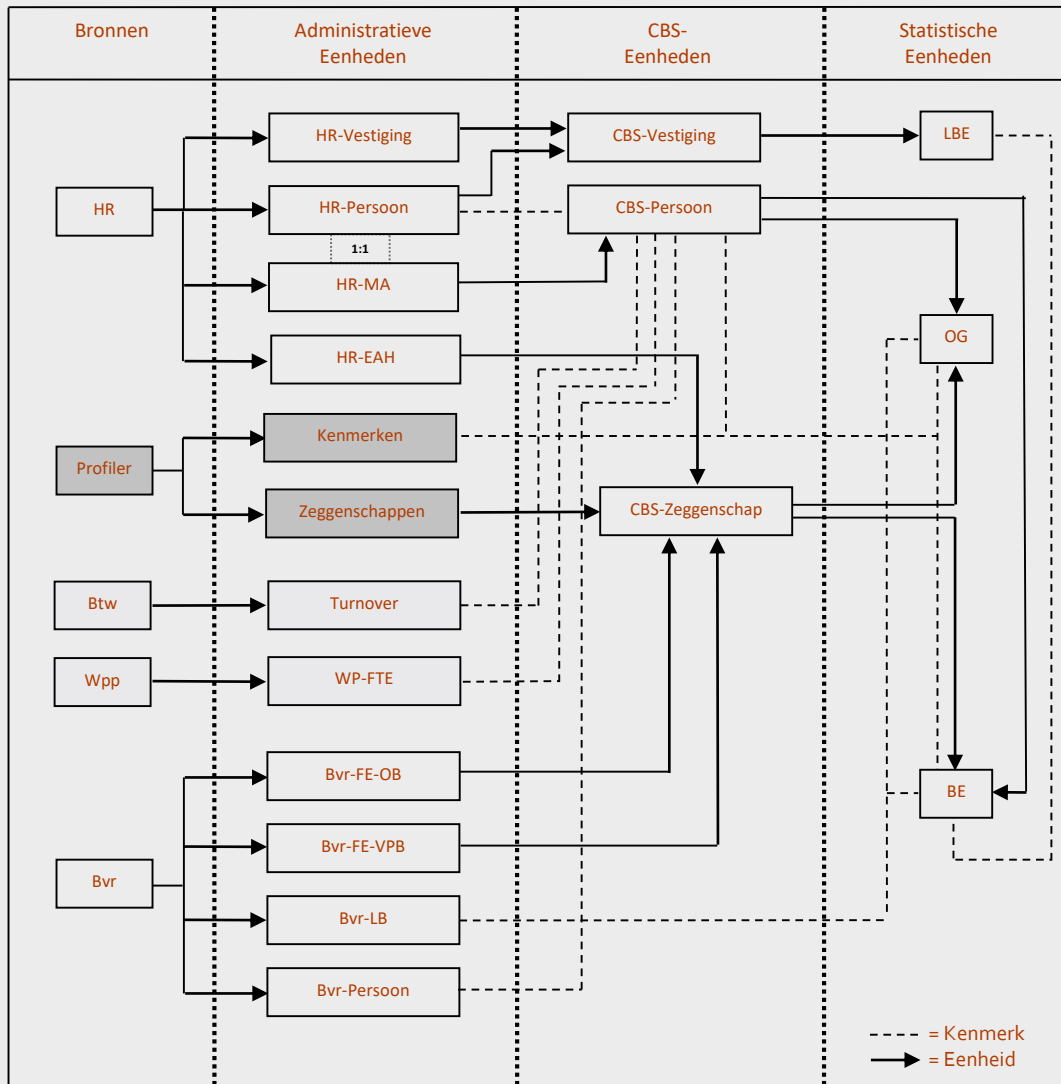 Bronnen
Administratieve
Eenheden
CBS-
Eenheden
Statistische
Eenheden
HR-Vestiging
CBS-Vestiging
LBE
HR
HR-Persoon
CBS-Persoon
1:1
HR-MA
HR-EAH
OG
Profiler
Kenmerken
Zeggenschappen
CBS-Zeggenschap
Btw
Turnover
Wpp
WP-FTE
Bvr-FE-OB
BE
Bvr-FE-VPB
Bvr
Bvr-LB
Bvr-Persoon
= Kenmerk
= Eenheid